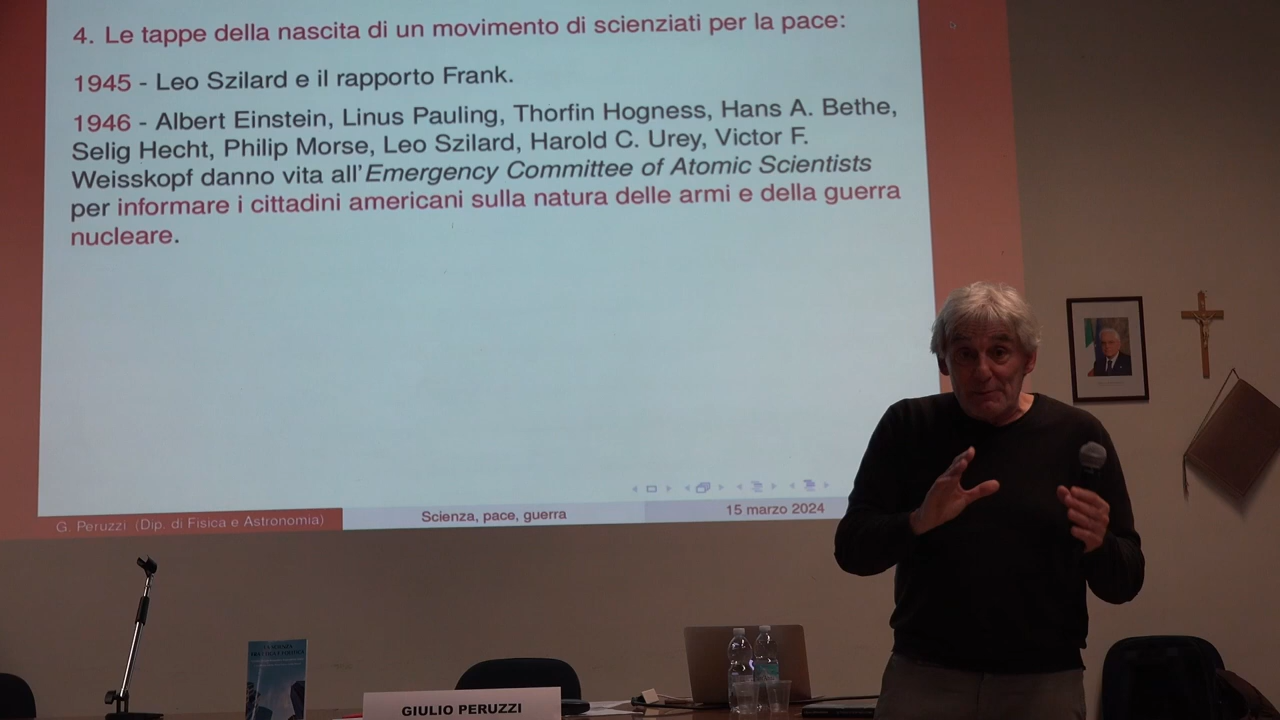 4. Le tappe della nascita di un movimento di scienziati per la pace:
1945 - Leo Szilard e il rapporto Frank.
1946 - Albert Einstein, Linus Pauling, Thorfin Hogness, Hans A. Bethe,
Selig Hecht, Philip Morse, Leo Szilard, Harold C. Urey, Victor F.
Weisskopf danno vita all'Emergency Committee of Atomic Scientists
per informare i cittadini americani sulla natura delle armi e della guerra
nucleare.
G. Peruzzi (Dip. di Fisica e Astronomia)
Scienza, pace, guerra
15 marzo 2024
GIULIO PERUZZI